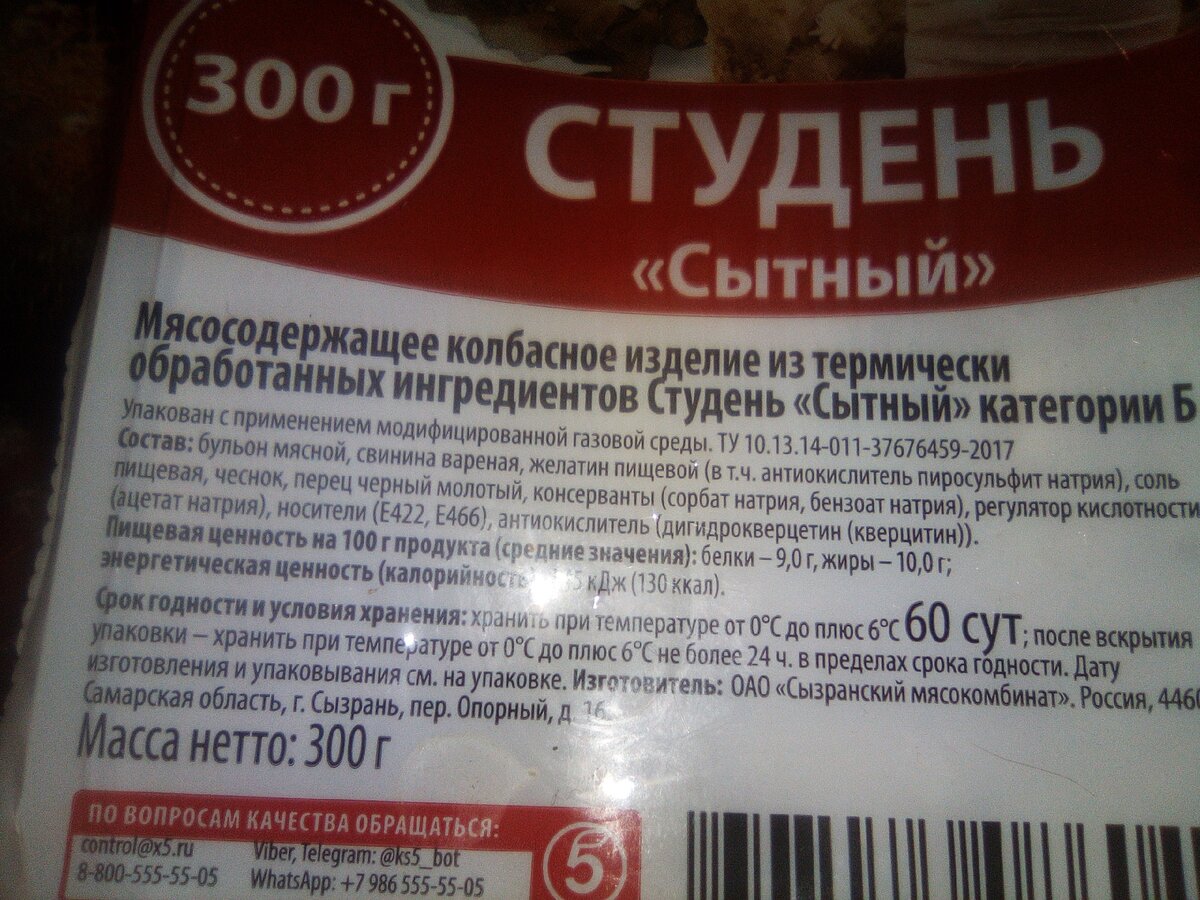 300 г
СТУДЕНЬ
«Сытный»
Мясосодержащее колбасное изделие из термически
обработанных ингредиентов Студень «Сытный» категории Б
Упакован с применением модифицированной газовой среды. ТУ 10.13.14-011-37676459-2017
Состав: бульон мясной, свинина вареная, желатин пищевой (в т.ч. антиокислитель пиросульфит натрия), соль
пищевая, чеснок, перец черный молотый, консерванты (сорбат натрия, бензоат натрия), регулятор кислотности
(ацетат натрия), носители (Е422, Е466), антиокислитель (дигидрокверцетин (кверцитин)).
Пищевая ценность на 100 г продукта (средние значения): белки – 9,0 г, жиры – 10,0 г;
энергетическая ценность (калорийность кДж (130 ккал).
Срок годности и условия хранения: хранить при температуре от 0°С до плюс 6°С 60 сут; после вскрытия
упаковки – хранить при температуре от 0°С до плюс 6°С не более 24 ч. в пределах срока годности. Дату
изготовления и упаковывания см. на упаковке. Изготовитель: ОАО «Сызранский мясокомбинат». Россия, 4460
Самарская область, г. Сызрань, пер. Опорный, д. 16.
Масса нетто: 300 г
ПО ВОПРОСАМ КАЧЕСТВА ОБРАЩАТЬСЯ:
control@x5.ru Viber, Telegram: @ks5_bot
8-800-555-55-05 WhatsApp: +7 986 555-55-05
5